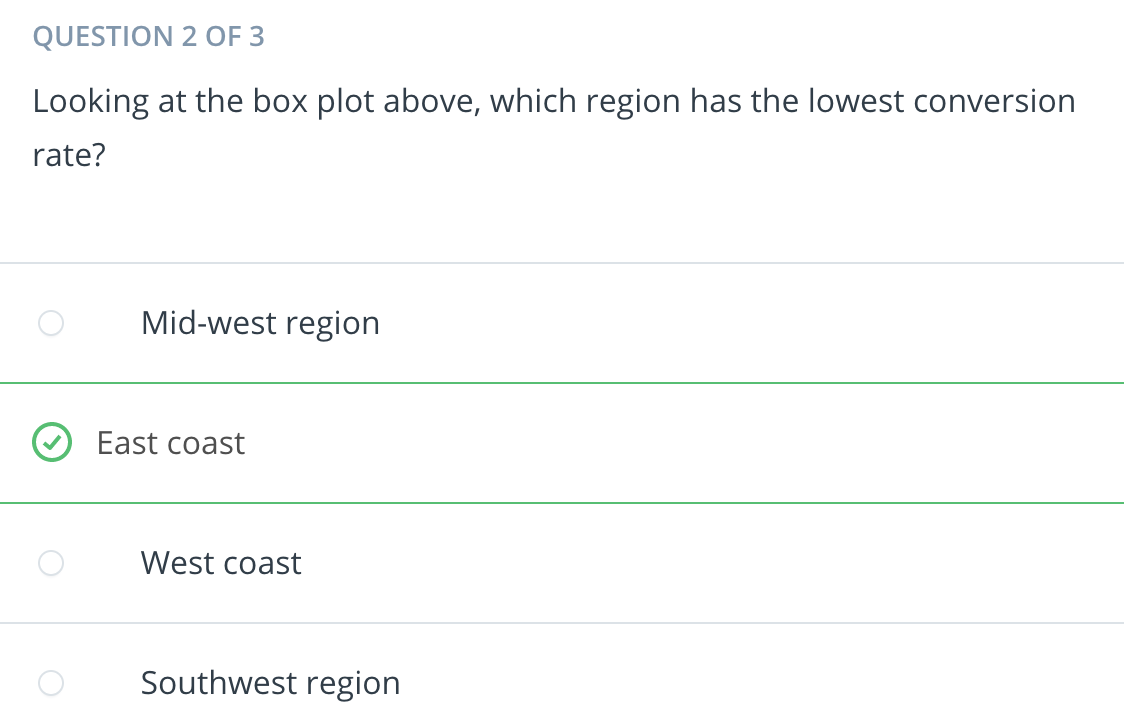 QUESTION 2 OF 3
Looking at the box plot above, which region has the lowest conversion
rate?
Mid-west region
East coast
West coast
Southwest region